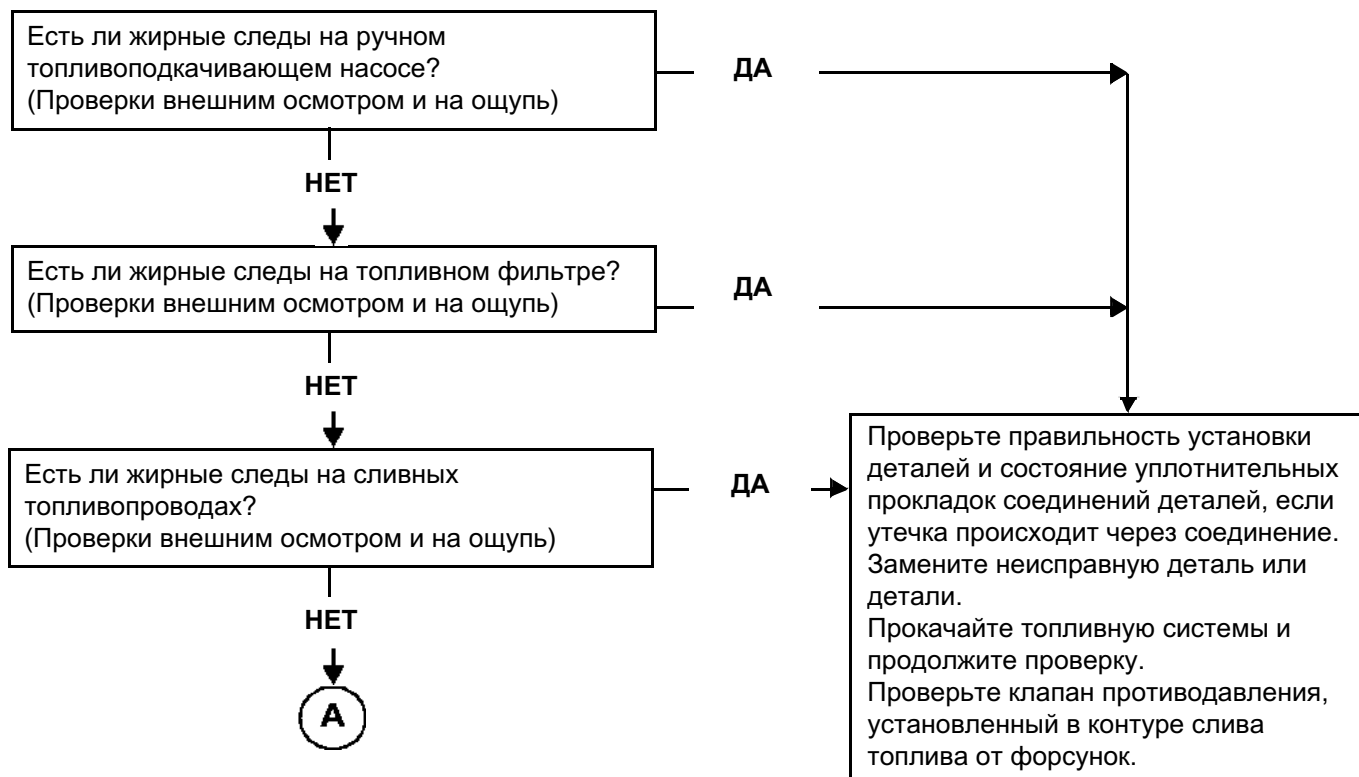 Есть ли жирные следы на ручном
топливоподкачивающем насосе?
(Проверки внешним осмотром и на ощупь)
ДА
НЕТ
Есть ли жирные следы на топливном фильтре?
(Проверки внешним осмотром и на ощупь)
ДА
НЕТ
Есть ли жирные следы на сливных
топливопроводах?
(Проверки внешним осмотром и на ощупь)
ДА
Проверьте правильность установки
деталей и состояние уплотнительных
прокладок соединений деталей, если
утечка происходит через соединение.
Замените неисправную деталь или
детали.
Прокачайте топливную системы и
продолжите проверку.
Проверьте клапан противодавления,
установленный в контуре слива
топлива от форсунок.
НЕТ
А